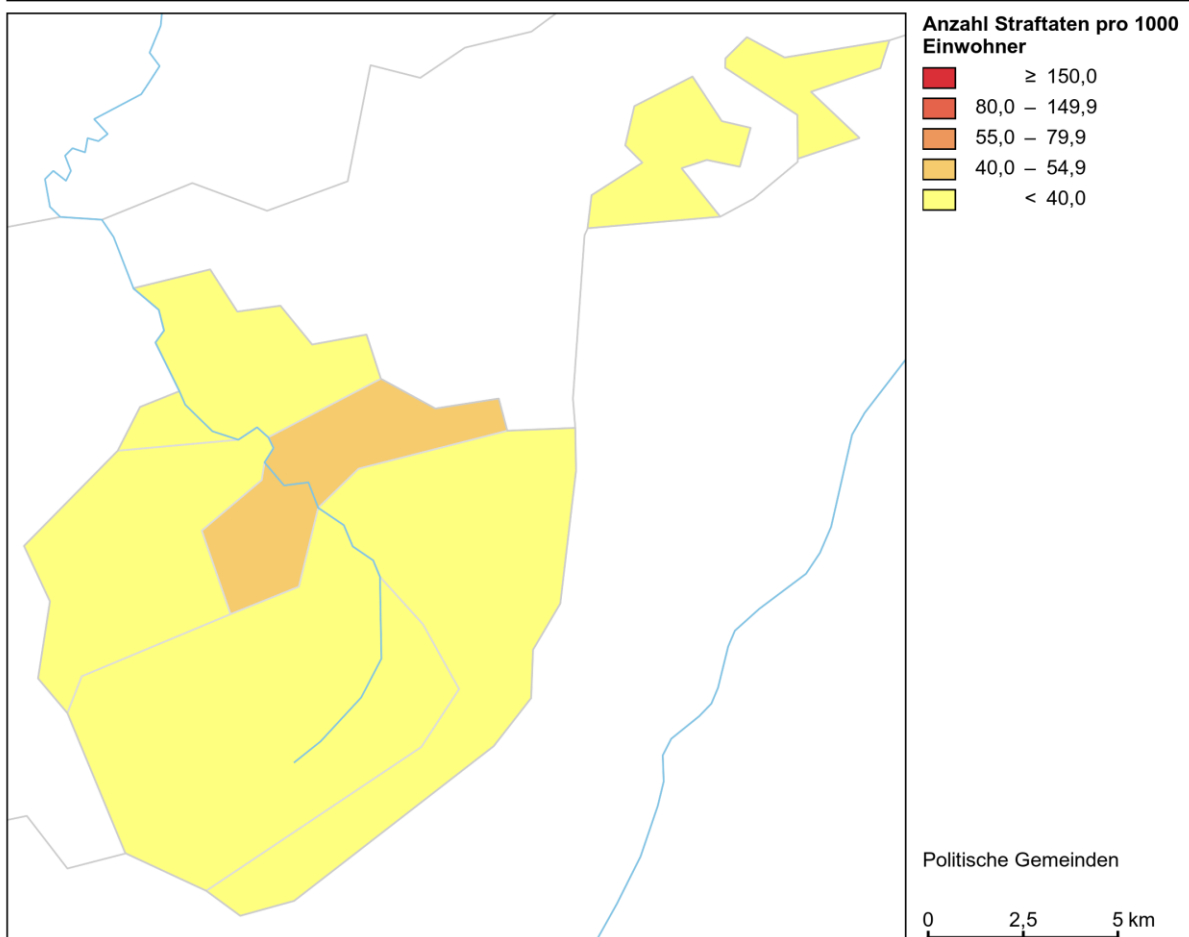 Anzahl Straftaten pro 1000
Einwohner
≥ 150,0
80,0 – 149,9
55,0 – 79,9
40,0 – 54,9
< 40,0
Politische Gemeinden
0 2,5 5 km